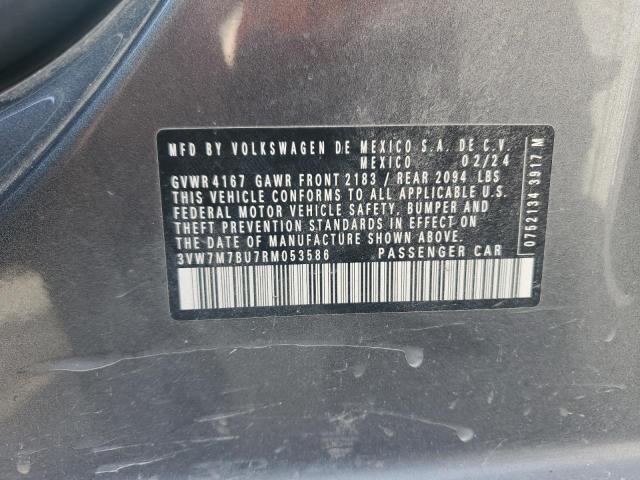 MFD BY VOLKSWAGEN DE MEXICO S.A. DE C.V.
MEXICO 02/24
GVWR 4167 GAWR FRONT 2183 / REAR 2094 LBS
THIS VEHICLE CONFORMS TO ALL APPLICABLE U.S.
FEDERAL MOTOR VEHICLE SAFETY, BUMPER AND
THEFT PREVENTION STANDARDS IN EFFECT ON
THE DATE OF MANUFACTURE SHOWN ABOVE.
3VW7M7BU7RM053586 PASSENGER CAR
0752134 3917 M